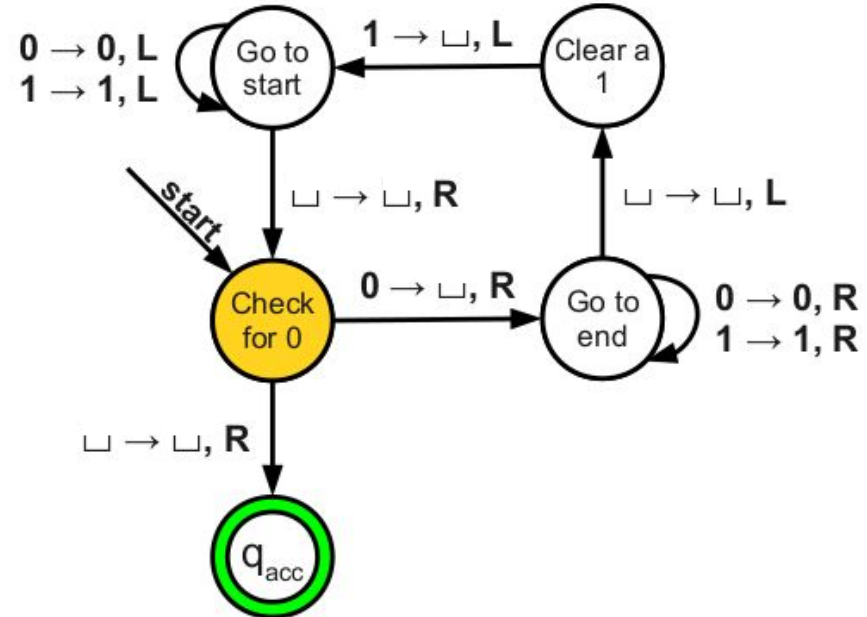 0 → 0, L
1 → 1, L
Go to
start
1 → ⌴, L
Clear a
1
start
⌴ → ⌴, R
⌴ → ⌴, L
Check
for 0
0 → ⌴, R
Go to
end
0 → 0, R
1 → 1, R
⌴ → ⌴, R
qacc